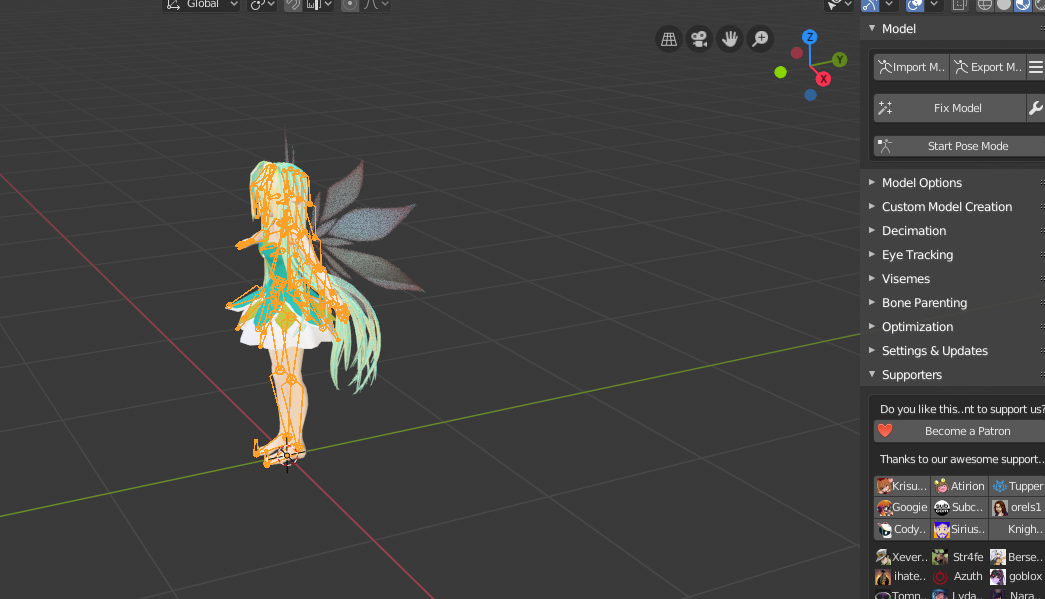 Global
Model
Import M..
Export M..
Fix Model
Start Pose Mode
Model Options
Custom Model Creation
Decimation
Eye Tracking
Visemes
Bone Parenting
Optimization
Settings & Updates
Supporters
Do you like this..nt to support us?
Become a Patron
Thanks to our awesome support..
Krisu... Atirion Tupper
Googie Subc.. orels1
Cody.. Sirius.. Knigh..
Xever.. Str4fe Berse..
ihate.. Azuth goblox
Tomn.. Lyda.. Nara..
Z
Y
X